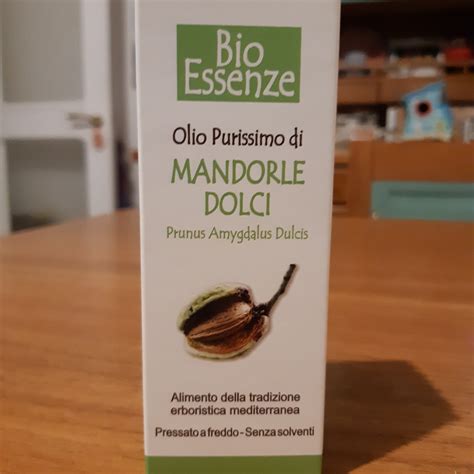 Bio
Essenze
Olio Purissimo di
MANDORLE
DOLCI
Prunus Amygdalus Dulcis
Alimento della tradizione
erboristica mediterranea
Pressato a freddo - Senza solventi